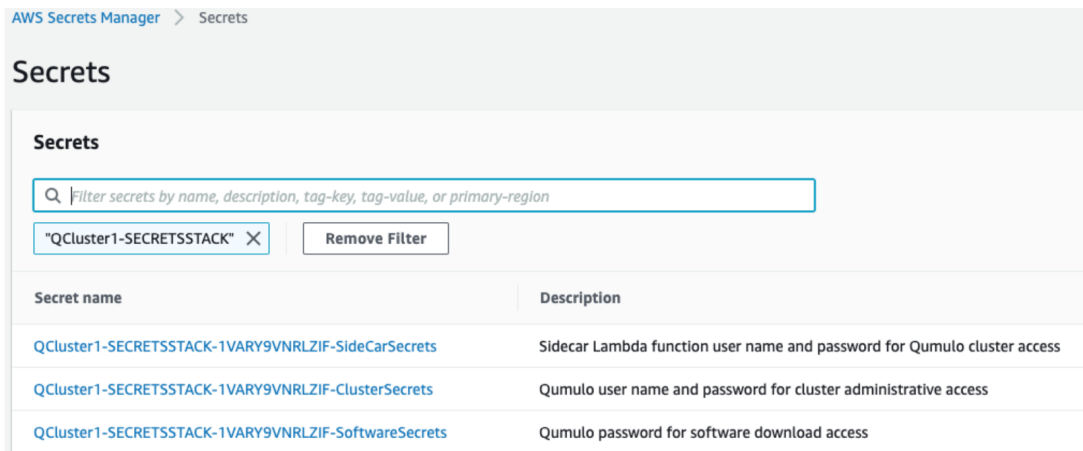 AWS Secrets Manager > Secrets
Secrets
Secrets
Filter secrets by name, description, tag-key, tag-value, or primary-region
"QCluster1-SECRETSSTACK" X Remove Filter
Secret name Description
QCluster1-SECRETSSTACK-1VARY9VNRLZIF-SideCarSecrets Sidecar Lambda function user name and password for Qumulo cluster access
QCluster1-SECRETSSTACK-1VARY9VNRLZIF-ClusterSecrets Qumulo user name and password for cluster administrative access
QCluster1-SECRETSSTACK-1VARY9VNRLZIF-SoftwareSecrets Qumulo password for software download access